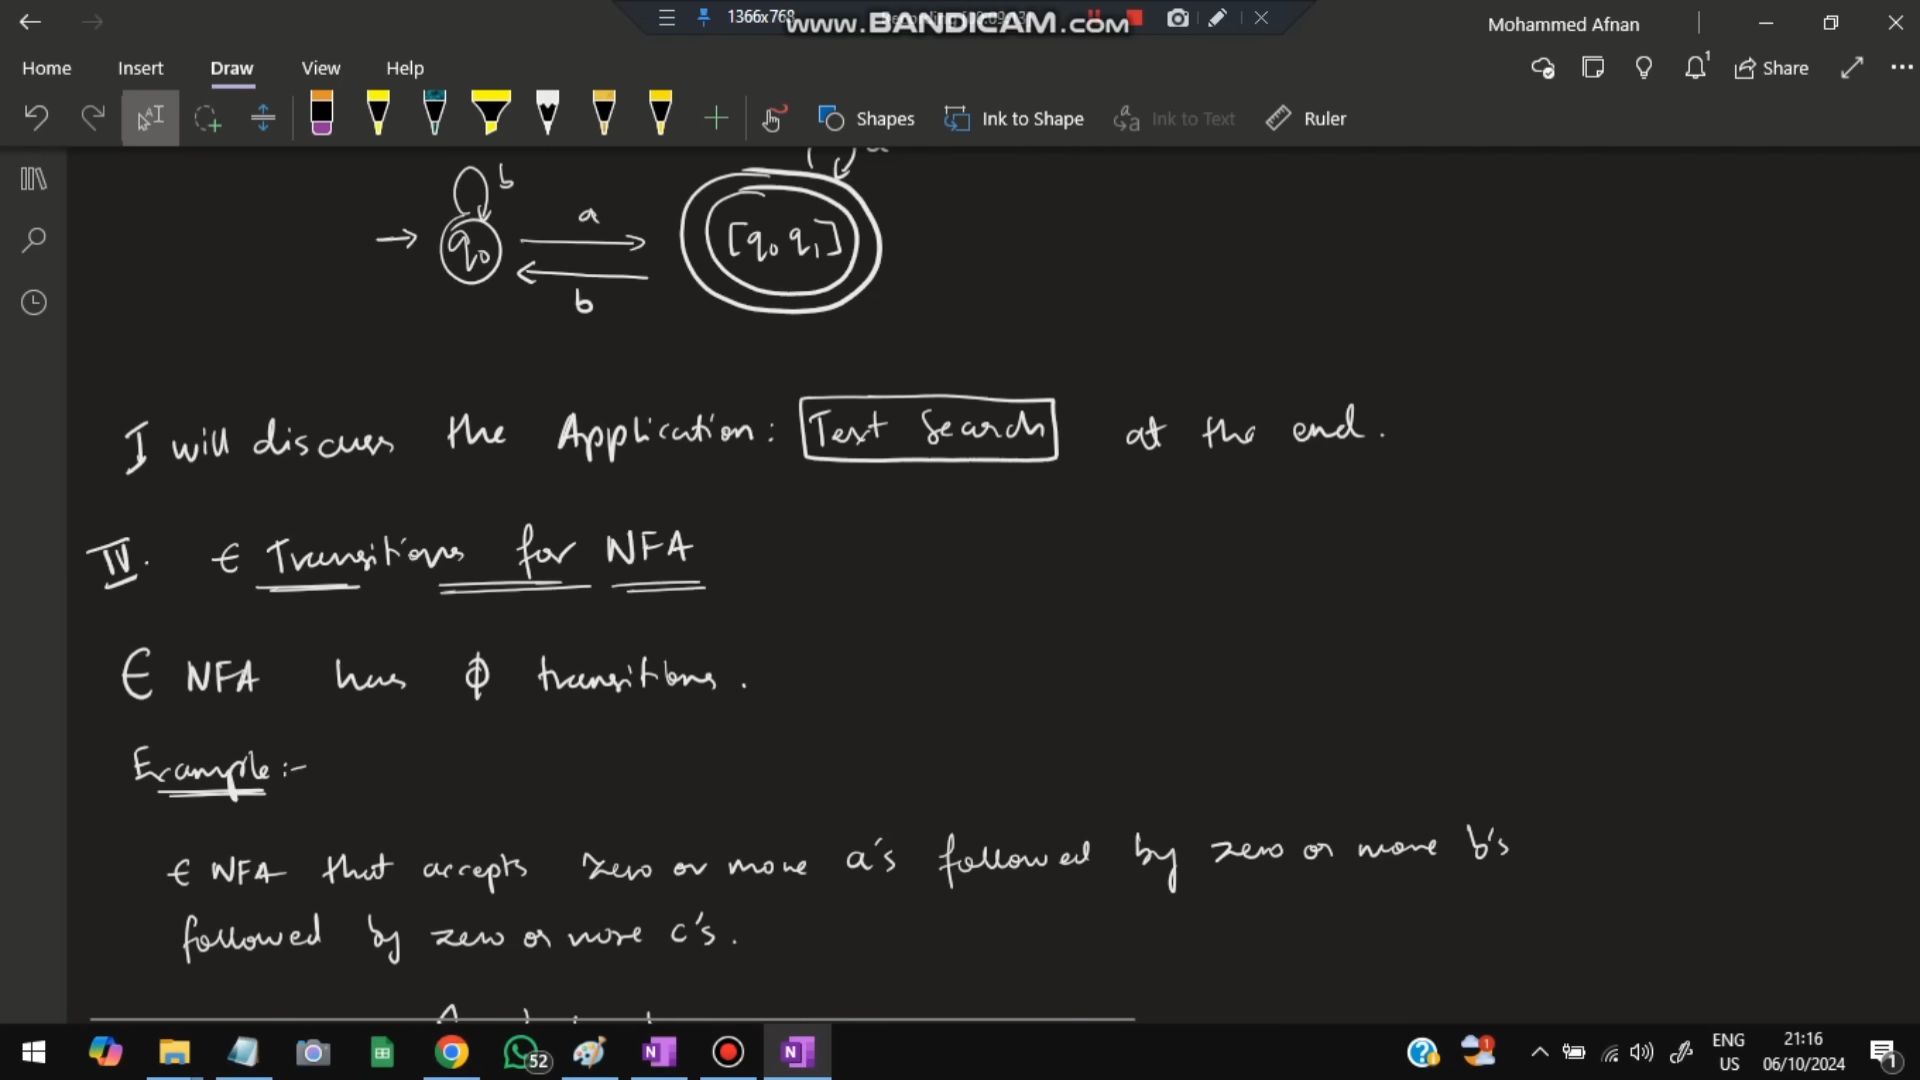 1366x768
www.BANDICAM.com
Mohammed Afnan
Home Insert Draw View Help
Share
Shapes Ink to Shape Ink to Text Ruler
b
a
→ q₀ a [q₀ q₁]
b
I will discuss the Application: Text Search at the end.
IV. ∈ Transitions for NFA
∈ NFA has ϕ transitions.
Example:-
∈ NFA that accepts zero or more a's followed by zero or more b's
followed by zero or more c's.
52
ENG
US
21:16
06/10/2024